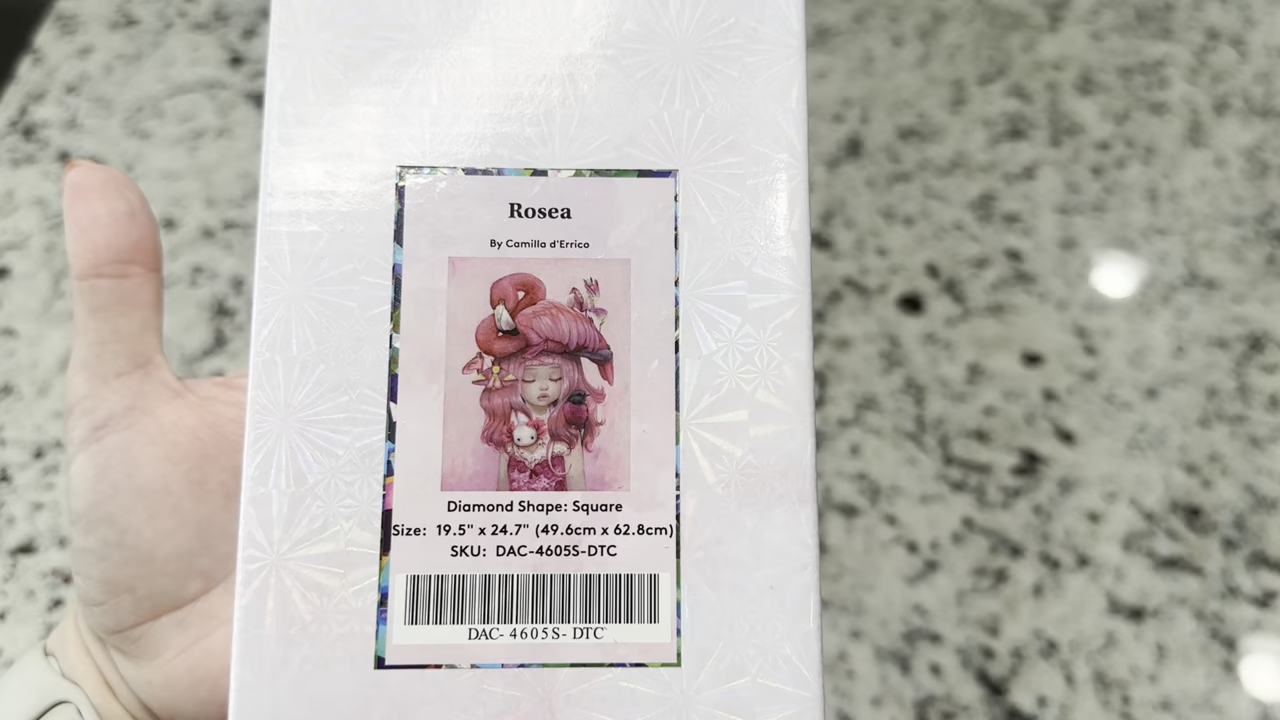 Rosea
By Camilla d'Errico
Diamond Shape: Square
Size: 19.5" x 24.7" (49.6cm x 62.8cm)
SKU: DAC-4605S-DTC
DAC- 4605S- DTC